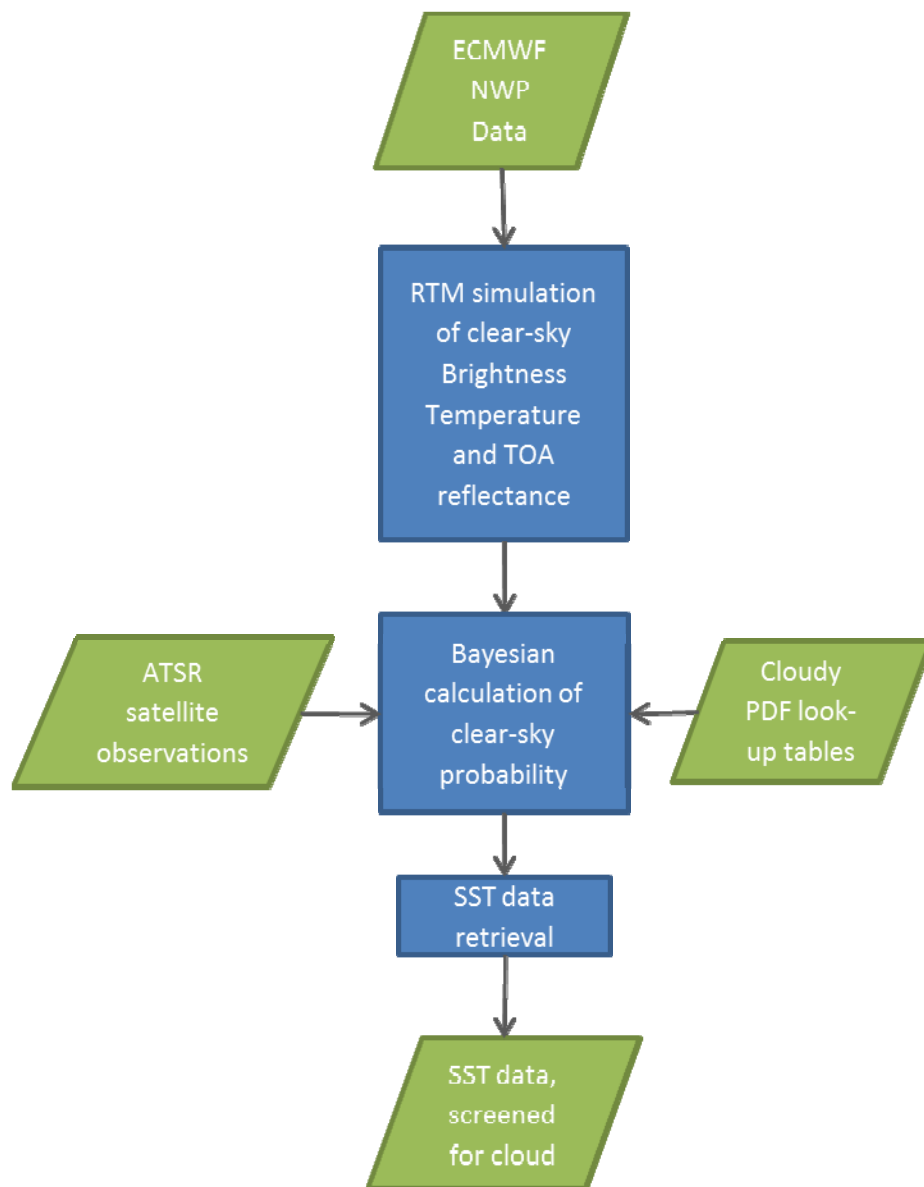 ECMWF
NWP
Data
RTM simulation
of clear-sky
Brightness
Temperature
and TOA
reflectance
ATSR
satellite
observations
Bayesian
calculation of
clear-sky
probability
Cloudy
PDF look-
up tables
SST data
retrieval
SST data,
screened
for cloud